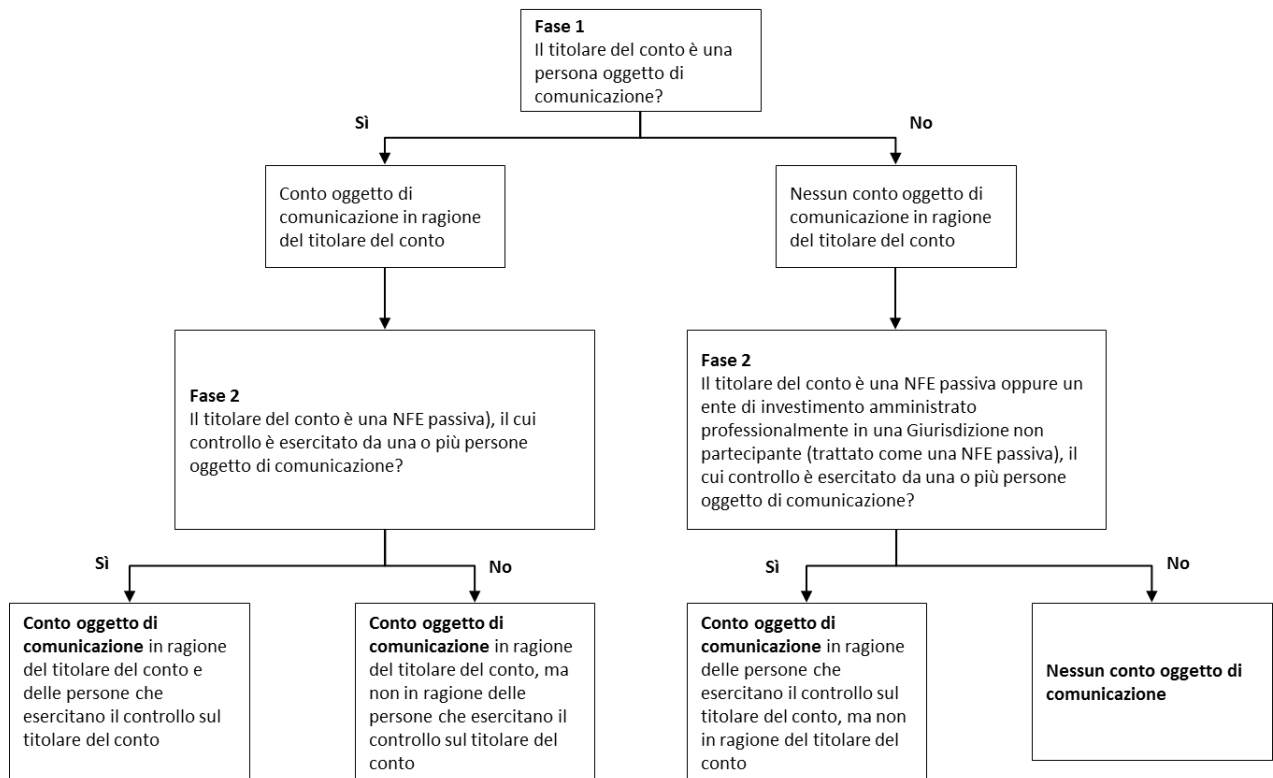 Fase 1
Il titolare del conto è una
persona oggetto di
comunicazione?
Sì
No
Conto oggetto di
comunicazione in ragione
del titolare del conto
Nessun conto oggetto di
comunicazione in ragione
del titolare del conto
Fase 2
Il titolare del conto è una NFE passiva), il cui
controllo è esercitato da una o più persone
oggetto di comunicazione?
Fase 2
Il titolare del conto è una NFE passiva oppure un
ente di investimento amministrato
professionalmente in una Giurisdizione non
partecipante (trattato come una NFE passiva), il
cui controllo è esercitato da una o più persone
oggetto di comunicazione?
Sì
No
Sì
No
Conto oggetto di
comunicazione in ragione
del titolare del conto e
delle persone che
esercitano il controllo sul
titolare del conto
Conto oggetto di
comunicazione in ragione
del titolare del conto, ma
non in ragione delle
persone che esercitano il
controllo sul titolare del
conto
Conto oggetto di
comunicazione in ragione
delle persone che
esercitano il controllo sul
titolare del conto, ma non
in ragione del titolare del
conto
Nessun conto oggetto di
comunicazione